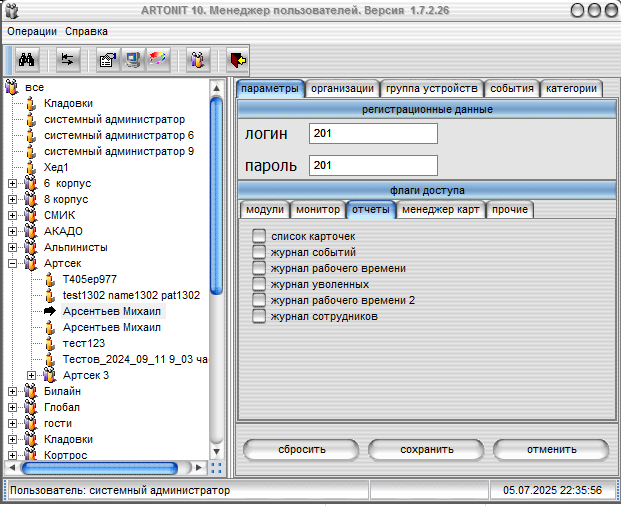 ARTONIT 10. Менеджер пользователей. Версия 1.7.2.26
Операции Справка
все
Кладовки
системный администратор
системный администратор 6
системный администратор 9
Хед1
6 корпус
8 корпус
СМИК
АКАДО
Альпинисты
Артсек
Т405ер977
test1302 name1302 pat1302
Арсентьев Михаил
Арсентьев Михаил
тест123
Тестов_2024_09_11 9_03 ча
Артсек 3
Билайн
Глобал
гости
Кладовки
Кортрос
параметры организации группа устройств события категории
регистрационные данные
логин 201
пароль 201
флаги доступа
модули монитор отчеты менеджер карт прочие
список карточек
журнал событий
журнал рабочего времени
журнал уволенных
журнал рабочего времени 2
журнал сотрудников
сбросить сохранить отменить
Пользователь: системный администратор 05.07.2025 22:35:56